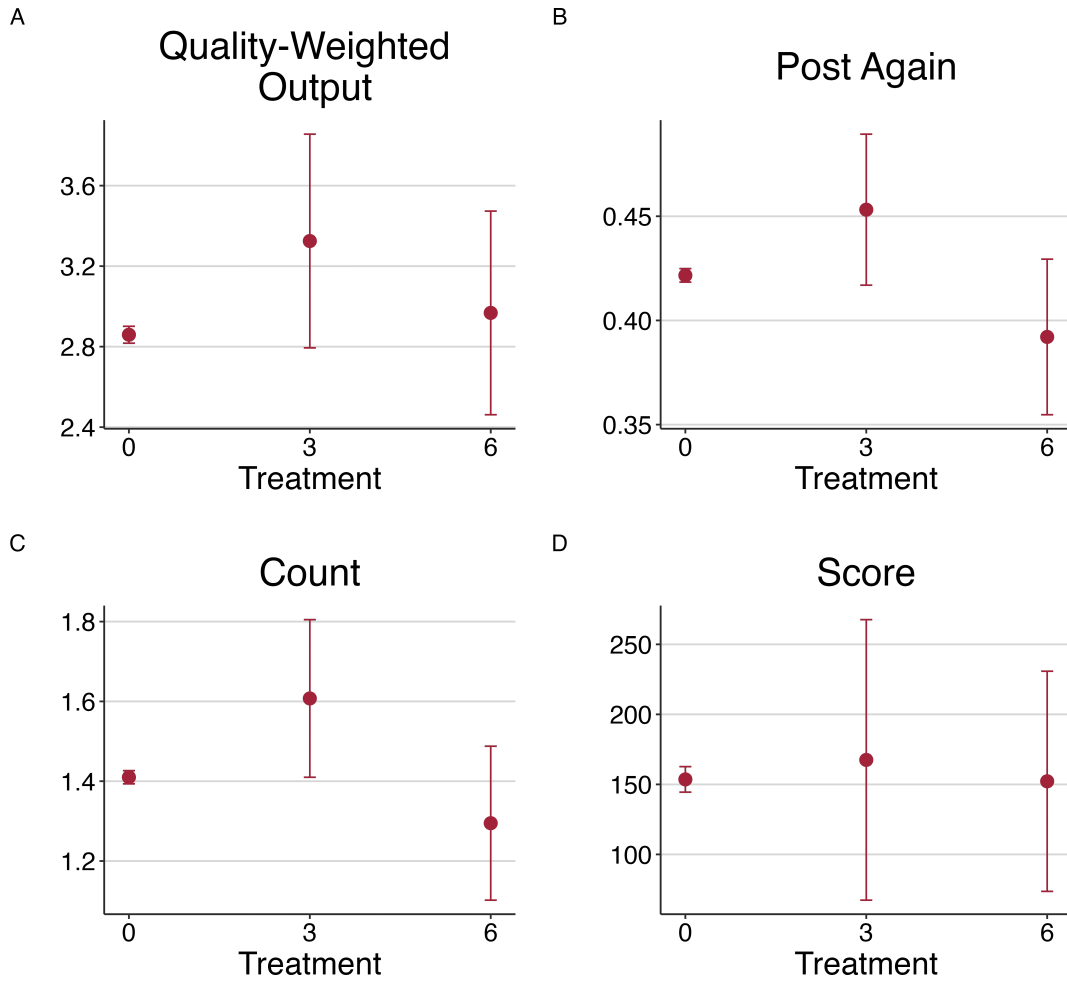 A
Quality-Weighted
Output
3.6
3.2
2.8
2.4
0 3 6
Treatment
B
Post Again
0.45
0.40
0.35
0 3 6
Treatment
C
Count
1.8
1.6
1.4
1.2
0 3 6
Treatment
D
Score
250
200
150
100
0 3 6
Treatment